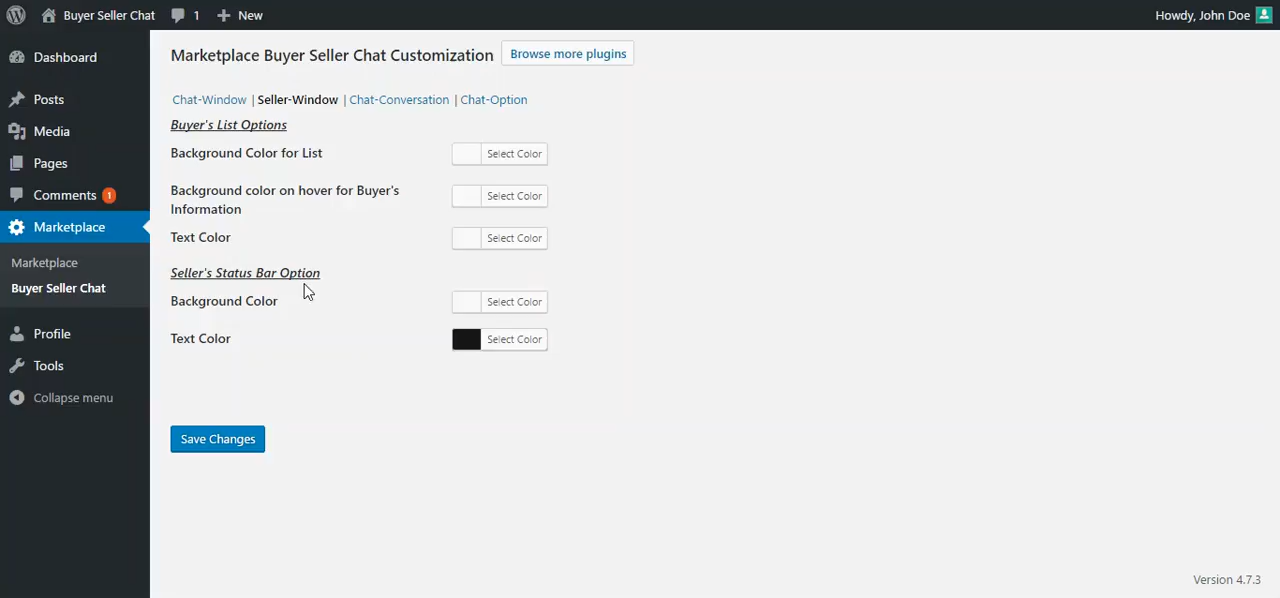 Buyer Seller Chat 1 New Howdy, John Doe
Dashboard
Posts
Media
Pages
Comments 1
Marketplace
Marketplace
Buyer Seller Chat
Profile
Tools
Collapse menu
Marketplace Buyer Seller Chat Customization Browse more plugins
Chat-Window | Seller-Window | Chat-Conversation | Chat-Option
Buyer's List Options
Background Color for List Select Color
Background color on hover for Buyer's
Information Select Color
Text Color Select Color
Seller's Status Bar Option
Background Color Select Color
Text Color Select Color
Save Changes
Version 4.7.3